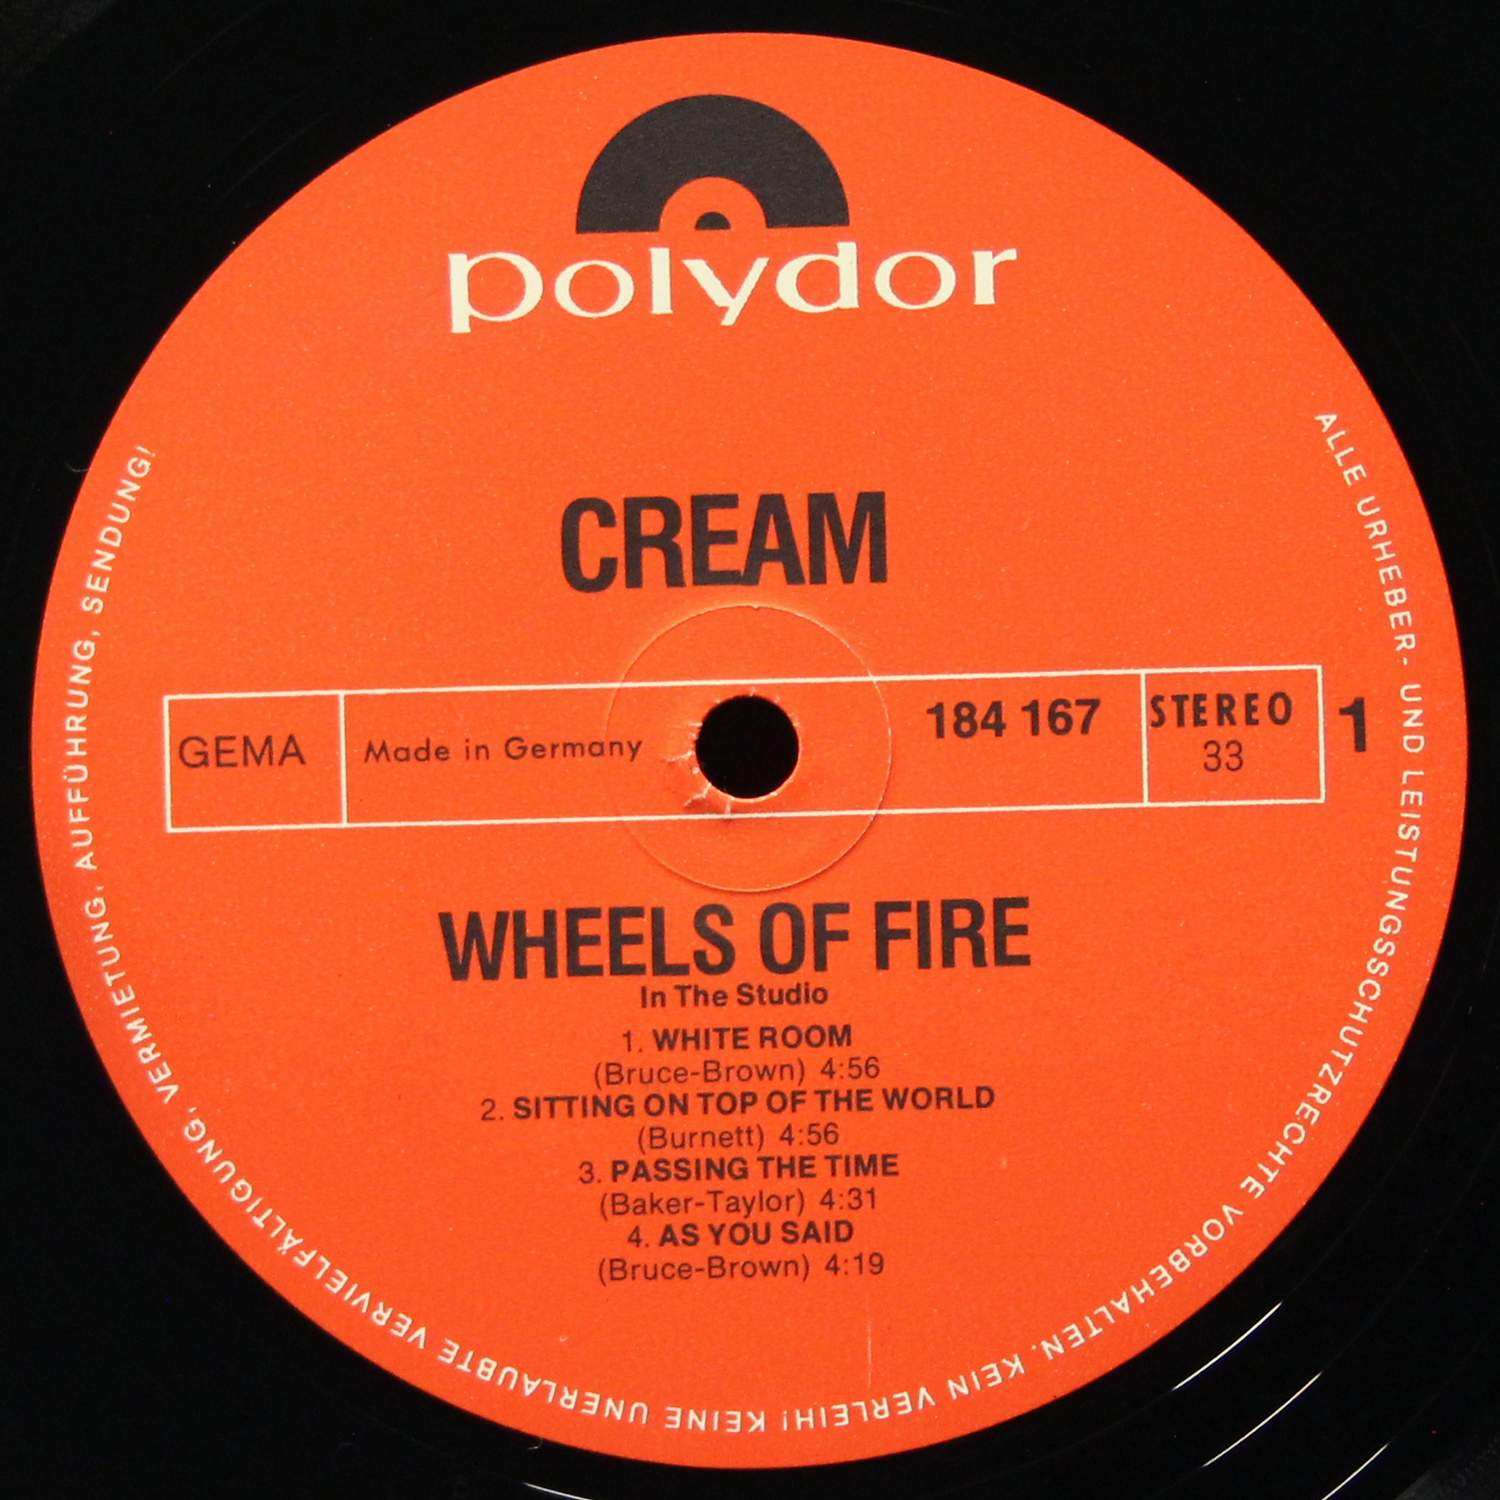 polydor
CREAM
GEMA
Made in Germany
184 167
STEREO
33
1
WHEELS OF FIRE
In The Studio
1. WHITE ROOM
(Bruce-Brown) 4:56
2. SITTING ON TOP OF THE WORLD
(Burnett) 4:56
3. PASSING THE TIME
(Baker-Taylor) 4:31
4. AS YOU SAID
(Bruce-Brown) 4:19
ALLE URHEBER- UND LEISTUNGSSCHUTZRECHTE VORBEHALTEN. KEIN VERLEIH! KEINE UNERLAUBTE VERVIELFÄLTIGUNG, VERMIETUNG, AUFFÜHRUNG, SENDUNG!